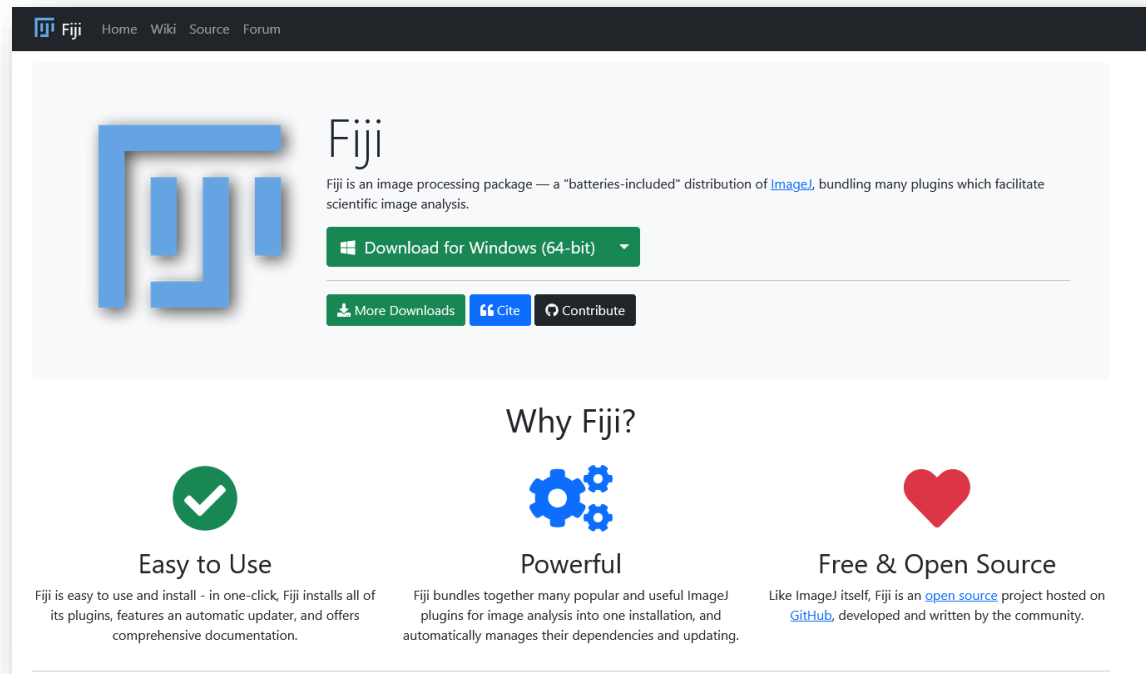 Fiji Home Wiki Source Forum
Fiji
Fiji is an image processing package — a "batteries-included" distribution of ImageJ, bundling many plugins which facilitate
scientific image analysis.
Download for Windows (64-bit)
More Downloads Cite Contribute
Why Fiji?
Easy to Use
Fiji is easy to use and install - in one-click, Fiji installs all of
its plugins, features an automatic updater, and offers
comprehensive documentation.
Powerful
Fiji bundles together many popular and useful ImageJ
plugins for image analysis into one installation, and
automatically manages their dependencies and updating.
Free & Open Source
Like ImageJ itself, Fiji is an open source project hosted on
GitHub, developed and written by the community.